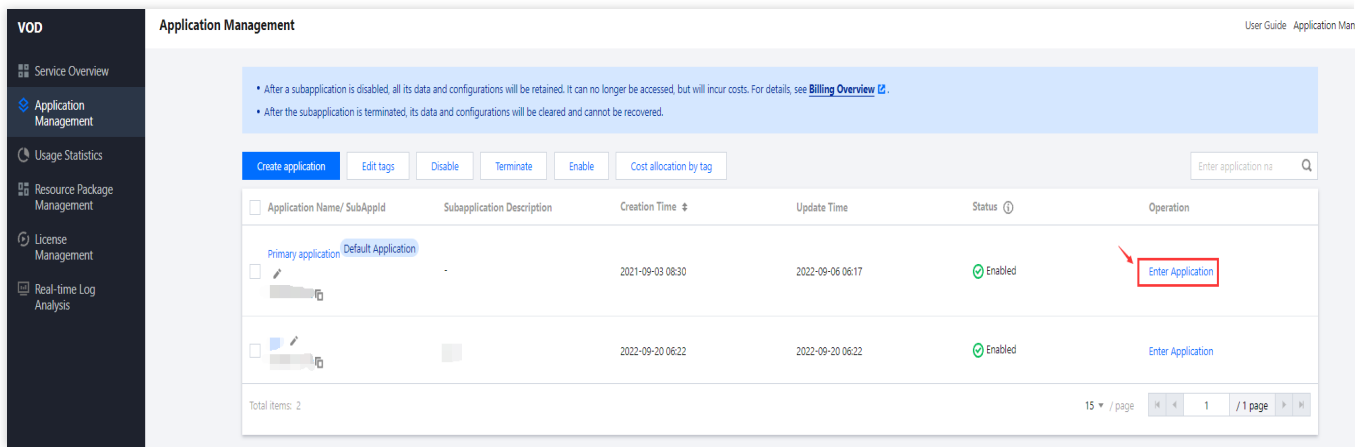 VOD
Application Management
User Guide Application Man
Service Overview
Application
Management
Usage Statistics
Resource Package
Management
License
Management
Real-time Log
Analysis
• After a subapplication is disabled, all its data and configurations will be retained. It can no longer be accessed, but will incur costs. For details, see Billing Overview.
• After the subapplication is terminated, its data and configurations will be cleared and cannot be recovered.
Create application Edit tags Disable Terminate Enable Cost allocation by tag Enter application na
Application Name/ SubAppId Subapplication Description Creation Time Update Time Status Operation
Primary application Default Application
- 2021-09-03 08:30 2022-09-06 06:17 Enabled Enter Application
2022-09-20 06:22 2022-09-20 06:22 Enabled Enter Application
Total items: 2 15 / page 1 / 1 page